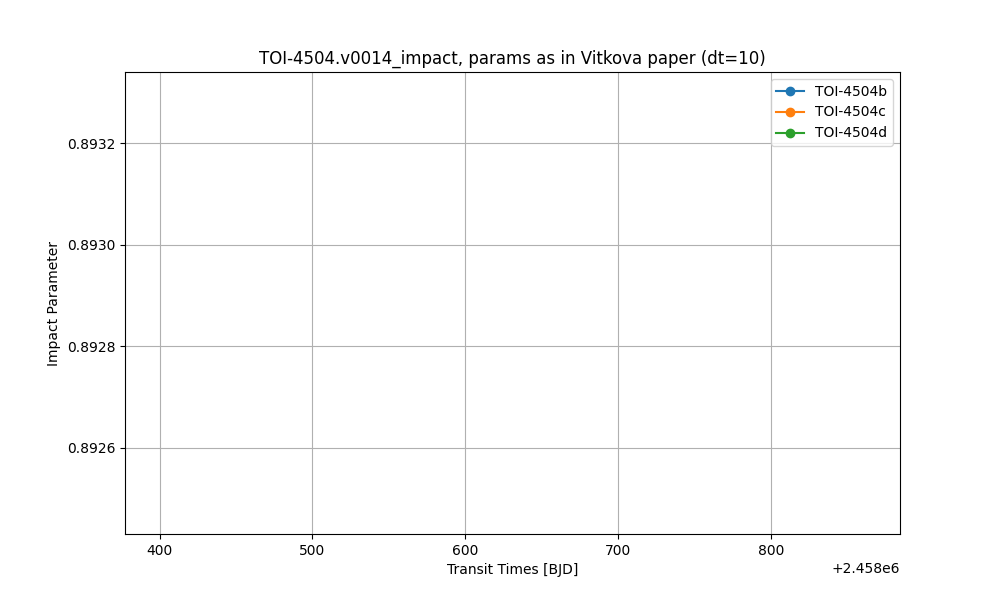 TOI-4504.v0014_impact, params as in Vitkova paper (dt=10)
TOI-4504b
TOI-4504c
TOI-4504d
Impact Parameter
0.8932
0.8930
0.8928
0.8926
400 500 600 700 800
Transit Times [BJD]
+2.458e6